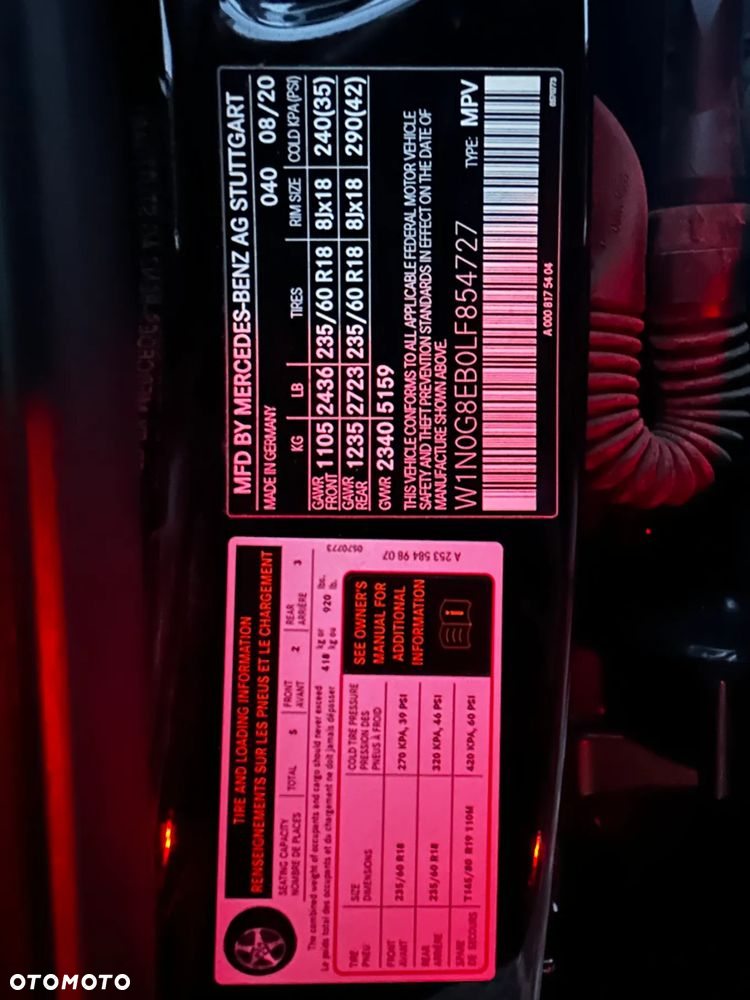 MFD BY MERCEDES-BENZ AG STUTTGART
MADE IN GERMANY 040 08/20
KG LB TIRES RIM SIZE COLD KPA(PSI)
GAWR FRONT 1105 2436 235/60 R18 8Jx18 240(35)
GAWR REAR 1235 2723 235/60 R18 8Jx18 290(42)
GVWR 2340 5159
THIS VEHICLE CONFORMS TO ALL APPLICABLE FEDERAL MOTOR VEHICLE
SAFETY AND THEFT PREVENTION STANDARDS IN EFFECT ON THE DATE OF
MANUFACTURE SHOWN ABOVE.
W1N0G8EB0LF854727 TYPE: MPV
A 000 817 54 04
0570773
TIRE AND LOADING INFORMATION
RENSEIGNEMENTS SUR LES PNEUS ET LE CHARGEMENT
SEATING CAPACITY
NOMBRE DE PLACES
TOTAL 5
FRONT
AVANT
2
REAR
ARRIÈRE
3
The combined weight of occupants and cargo should never exceed 418 kg or 920 lbs.
Le poids total des occupants et du chargement ne doit jamais dépasser 418 kg ou 920 lb.
TIRE
PNEU
SIZE
DIMENSIONS
COLD TIRE PRESSURE
PRESSION DES
PNEUS À FROID
FRONT
AVANT
235/60 R18
270 KPA, 39 PSI
REAR
ARRIÈRE
235/60 R18
320 KPA, 46 PSI
SPARE
DE SECOURS
T145/80 R19 110M
420 KPA, 60 PSI
SEE OWNER'S
MANUAL FOR
ADDITIONAL
INFORMATION
A 253 584 98 07
0570773
OTOMOTO